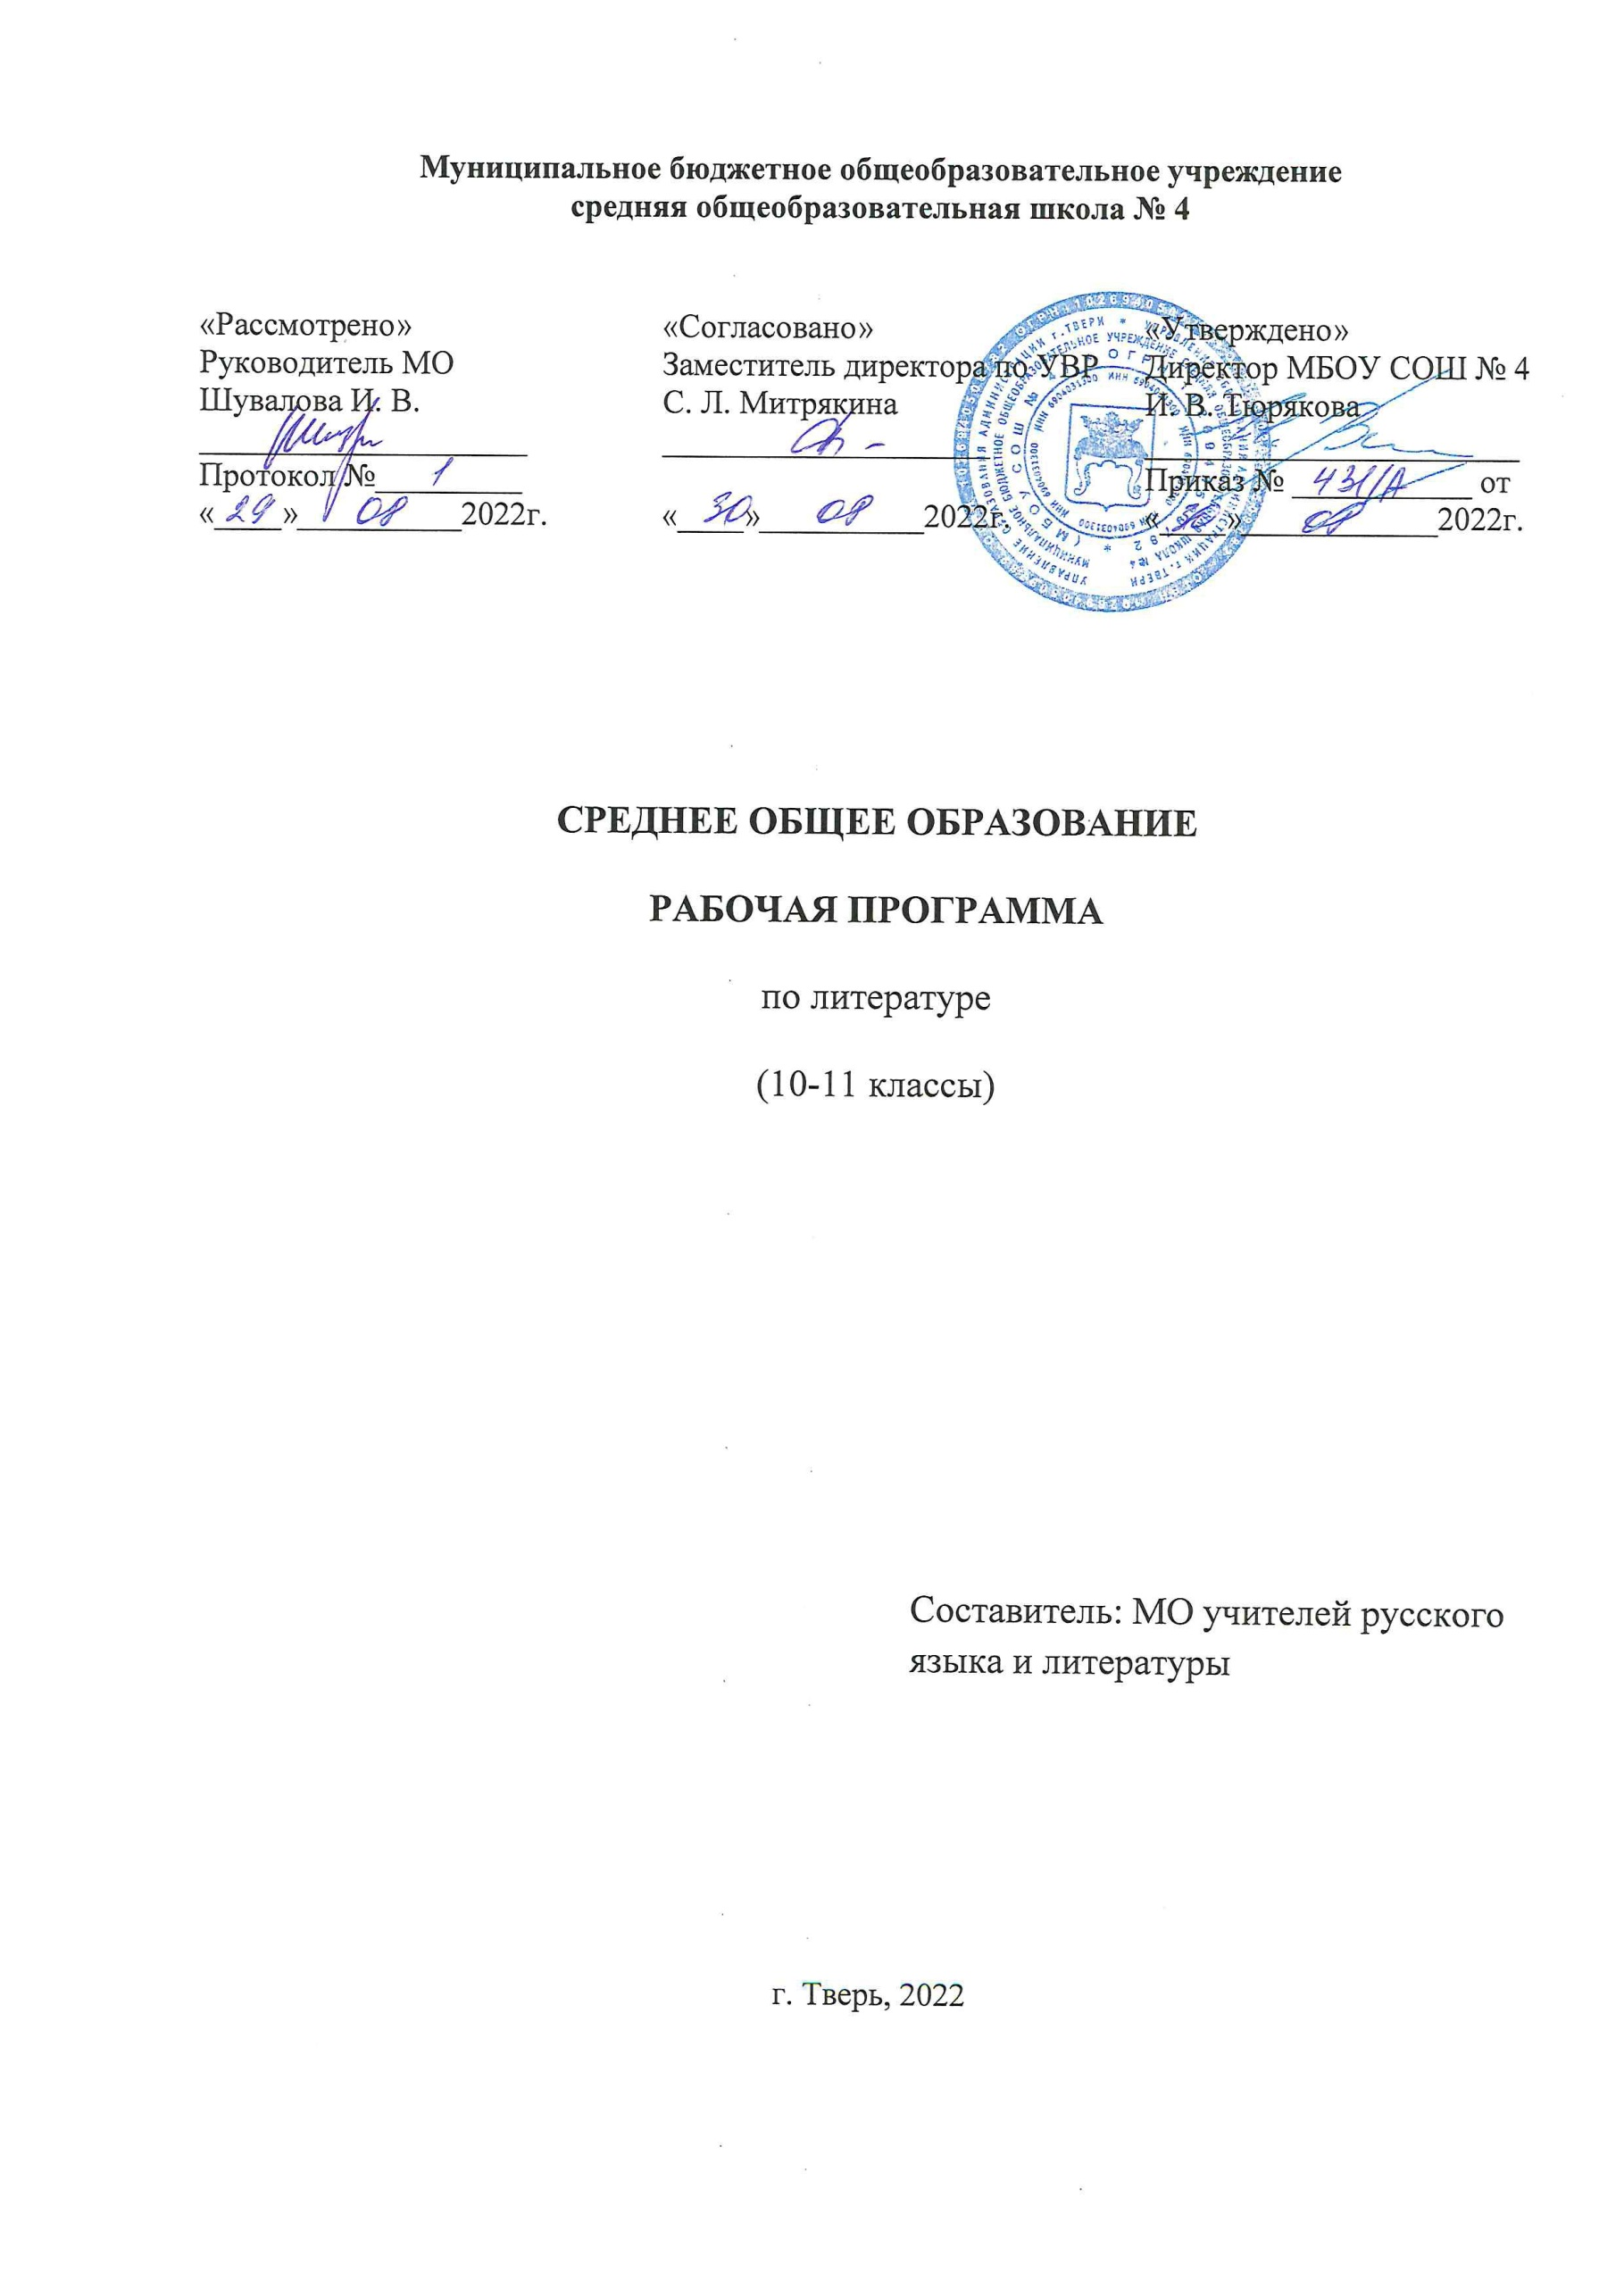 Муниципальное бюджетное общеобразовательное учреждение
средняя общеобразовательная школа № 4
«Рассмотрено»
Руководитель МО
Шувалова И. В.
Протокол № 1
«29» 08 2022г.
«Согласовано»
Заместитель директора по УВР
С. Л. Митрякина
«30» 08 2022г.
«Утверждено»
Директор МБОУ СОШ № 4
И. В. Тюрякова
Приказ № 431/А от
« » 08 2022г.
СРЕДНЕЕ ОБЩЕЕ ОБРАЗОВАНИЕ
РАБОЧАЯ ПРОГРАММА
по литературе
(10-11 классы)
Составитель: МО учителей русского
языка и литературы
г. Тверь, 2022